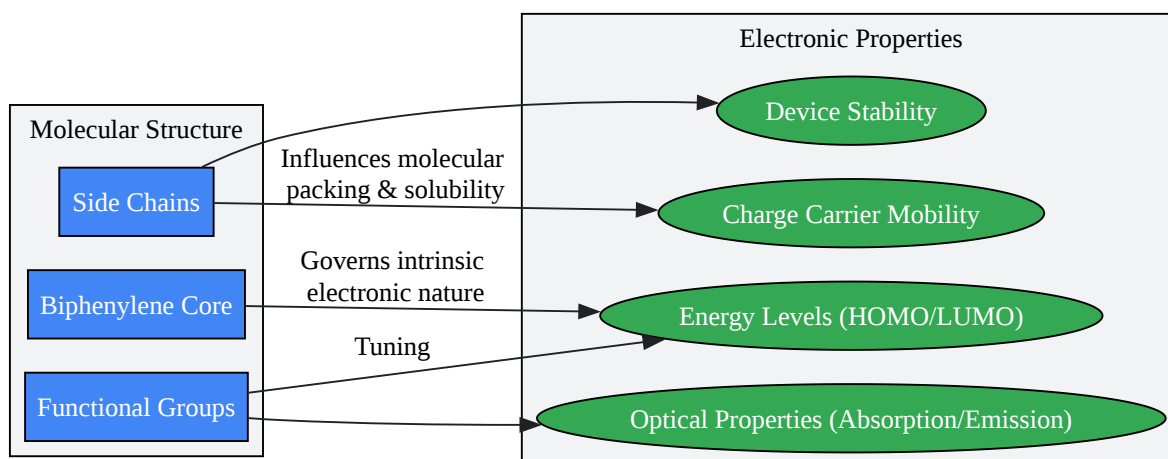 Electronic Properties
Molecular Structure
Side Chains
Biphenylene Core
Functional Groups
Influences molecular
packing & solubility
Governs intrinsic
electronic nature
Tuning
Device Stability
Charge Carrier Mobility
Energy Levels (HOMO/LUMO)
Optical Properties (Absorption/Emission)